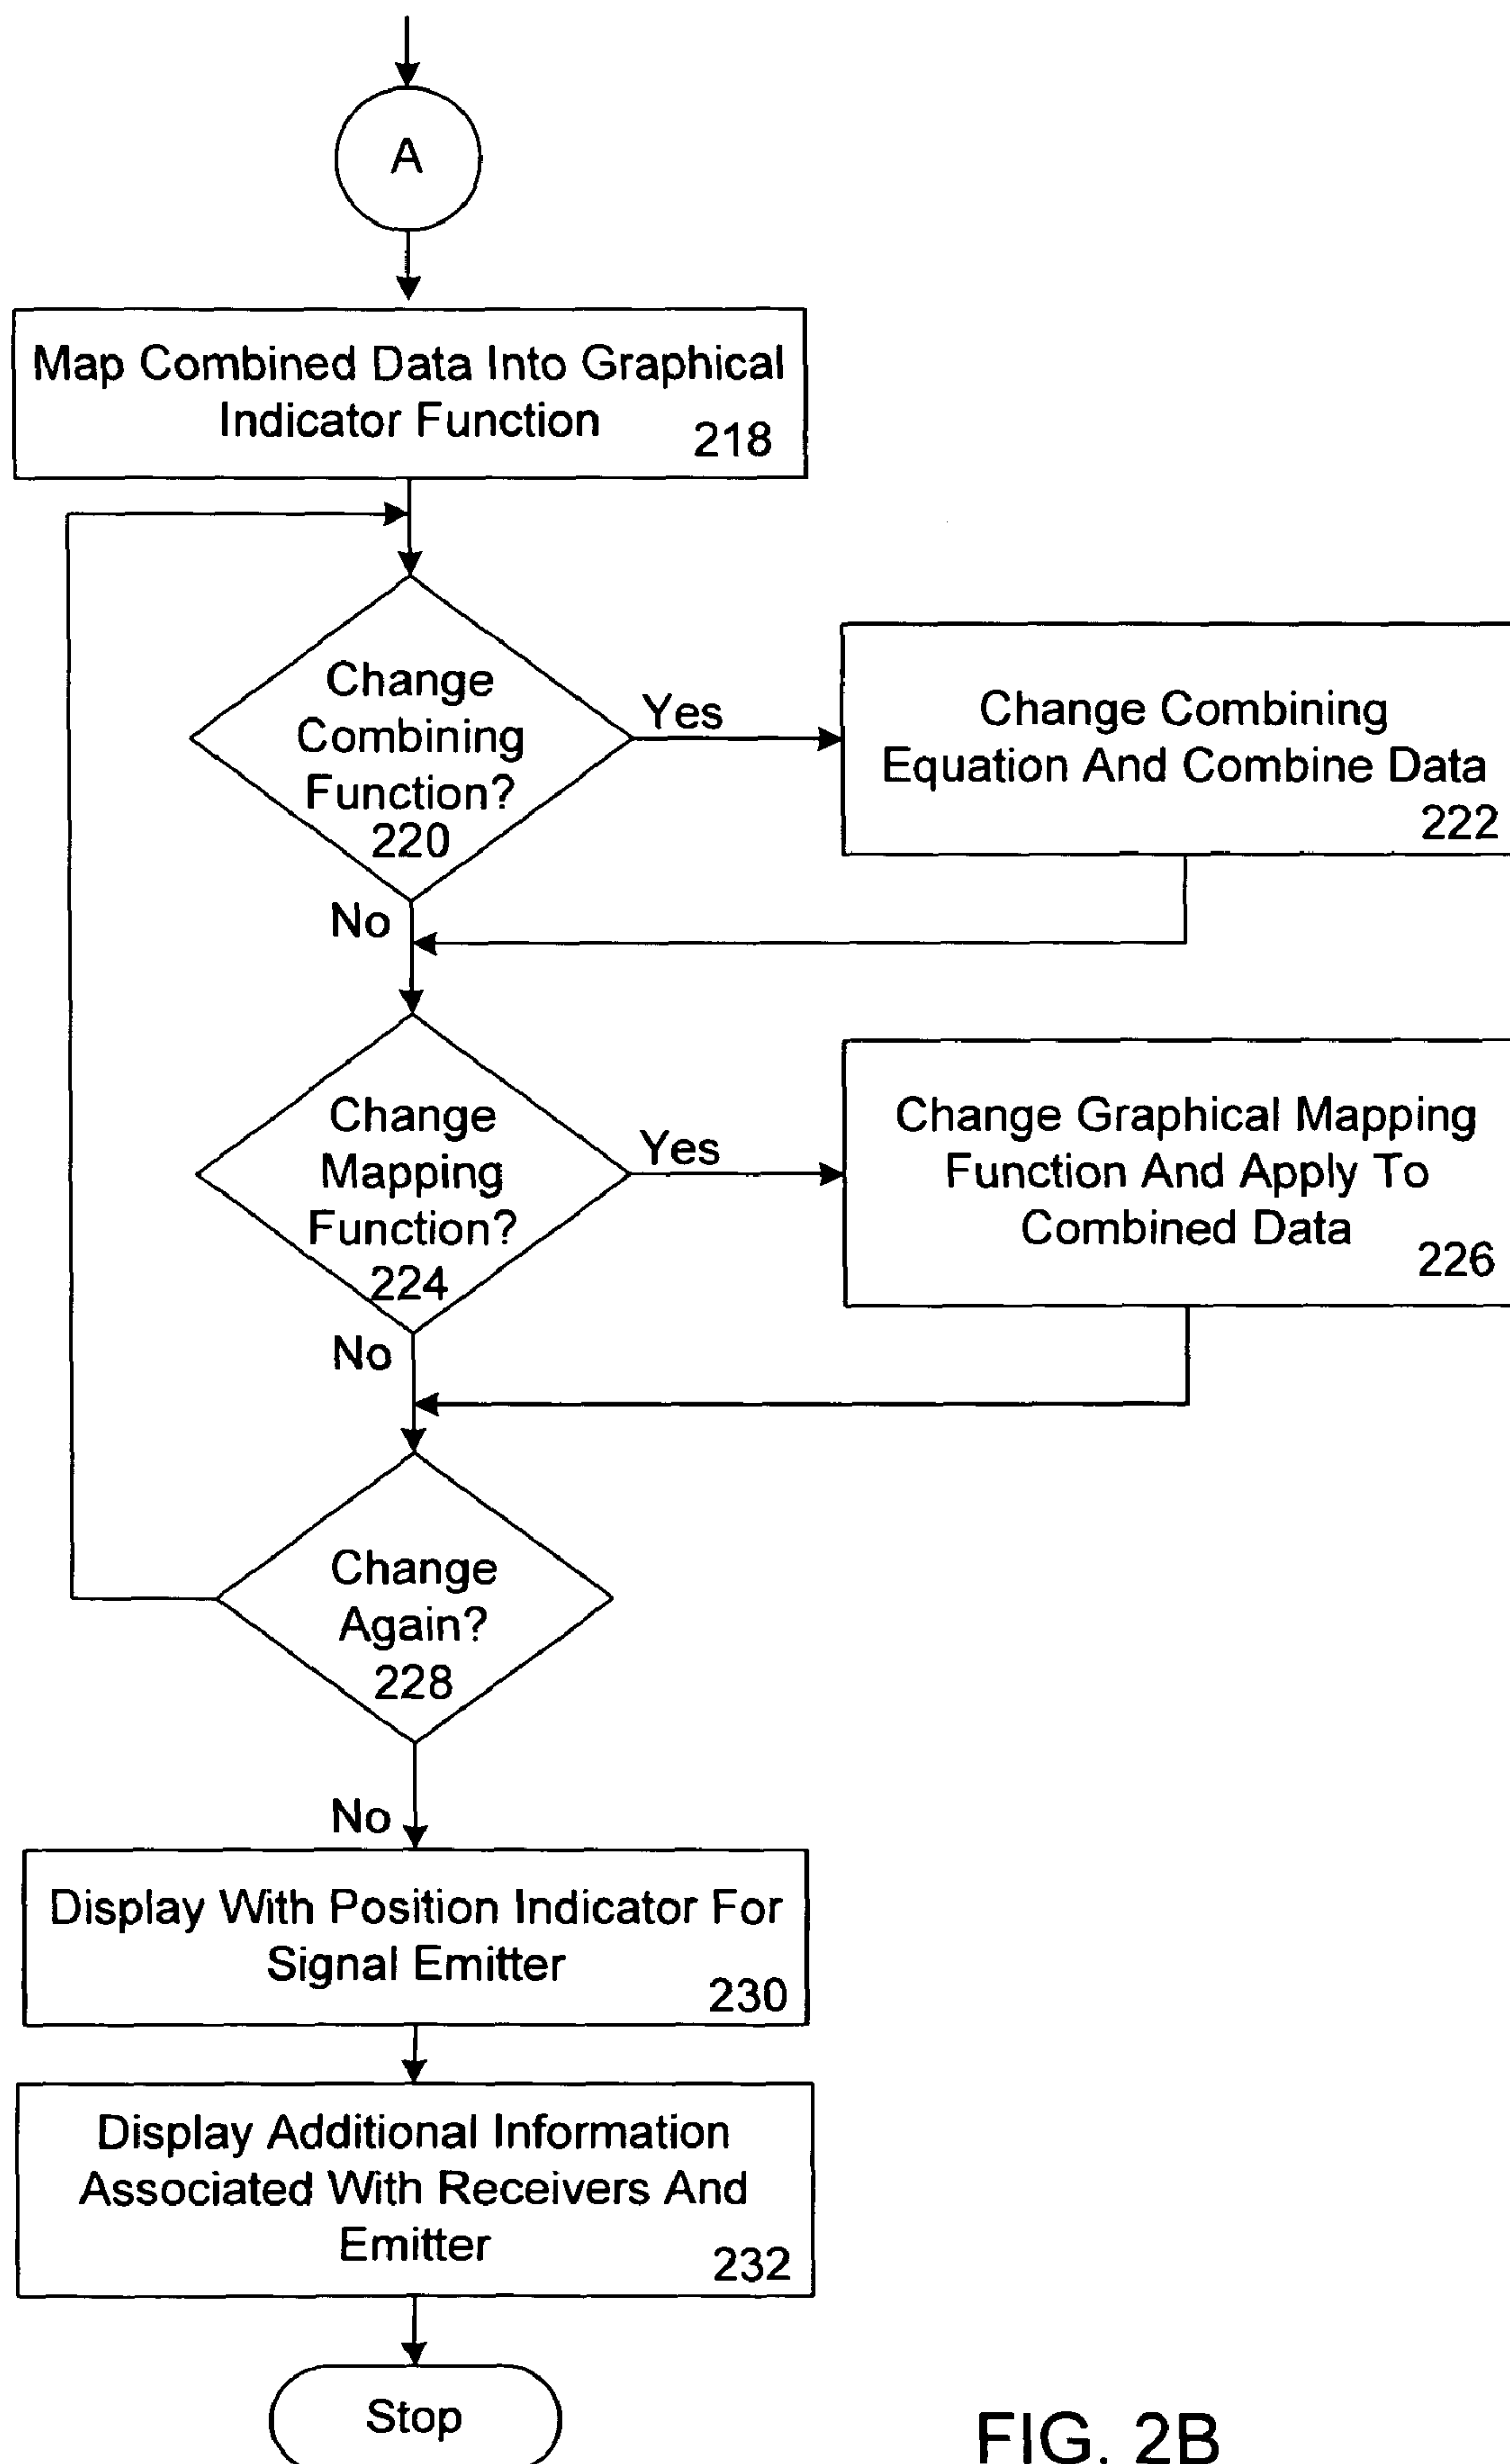 A
Map Combined Data Into Graphical
Indicator Function
218
Change
Combining
Function?
220
Yes
Change Combining
Equation And Combine Data
222
No
Change
Mapping
Function?
224
Yes
Change Graphical Mapping
Function And Apply To
Combined Data
226
No
Change
Again?
228
No
Display With Position Indicator For
Signal Emitter
230
Display Additional Information
Associated With Receivers And
Emitter
232
Stop
FIG. 2B